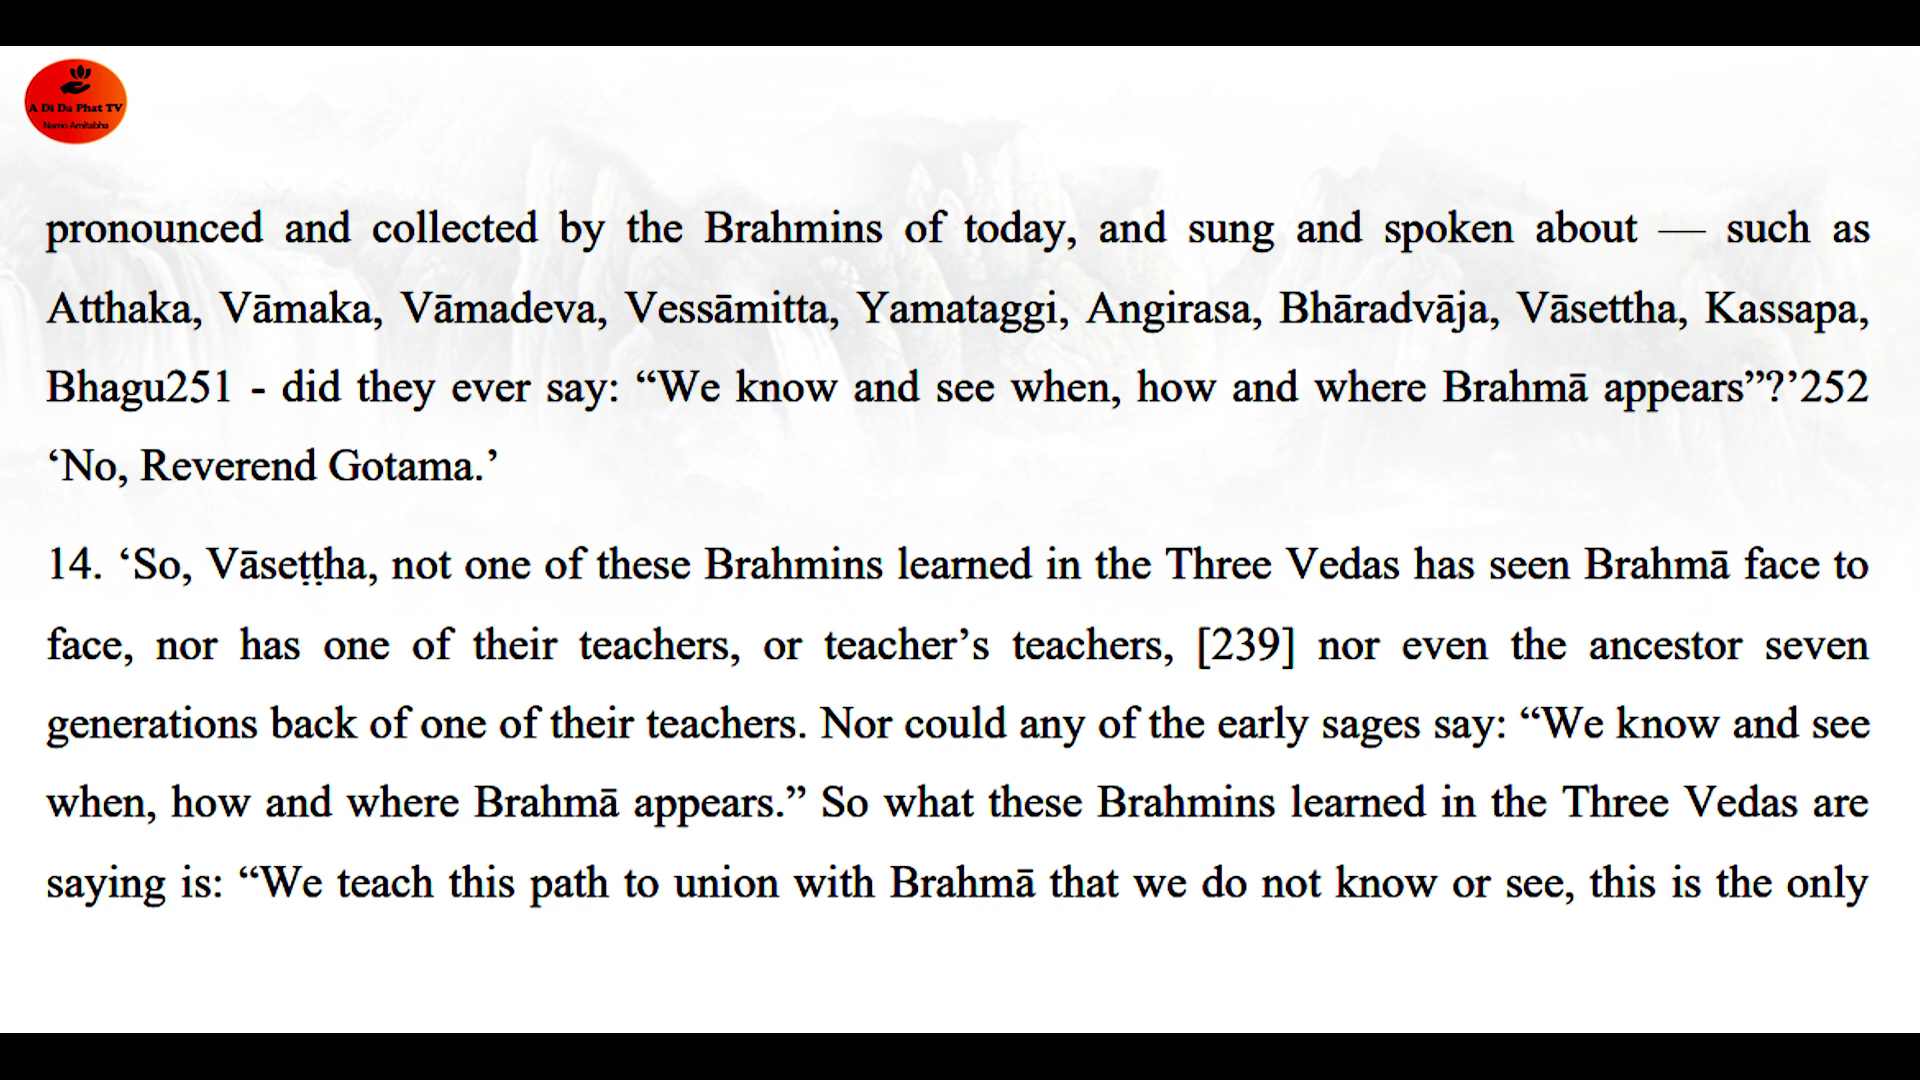 A Di Da Phat TV
Namo Amitabha
pronounced and collected by the Brahmins of today, and sung and spoken about — such as
Atthaka, Vāmaka, Vāmadeva, Vessāmitta, Yamataggi, Angirasa, Bhāradvāja, Vāsettha, Kassapa,
Bhagu251 - did they ever say: “We know and see when, how and where Brahmā appears”?’252
‘No, Reverend Gotama.’
14. ‘So, Vāseṭṭha, not one of these Brahmins learned in the Three Vedas has seen Brahmā face to
face, nor has one of their teachers, or teacher’s teachers, [239] nor even the ancestor seven
generations back of one of their teachers. Nor could any of the early sages say: “We know and see
when, how and where Brahmā appears.” So what these Brahmins learned in the Three Vedas are
saying is: “We teach this path to union with Brahmā that we do not know or see, this is the only